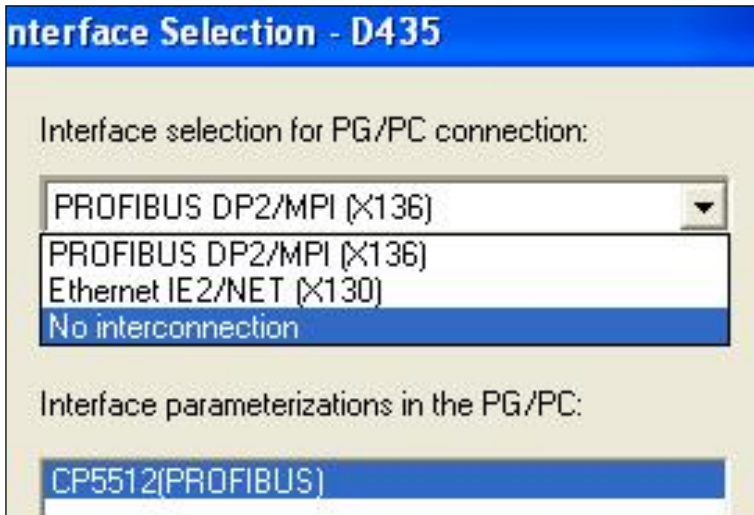 nterface Selection - D435
Interface selection for PG/PC connection:
PROFIBUS DP2/MPI (X136)
PROFIBUS DP2/MPI (X136)
Ethernet IE2/NET (X130)
No interconnection
Interface parameterizations in the PG/PC:
CP5512(PROFIBUS)